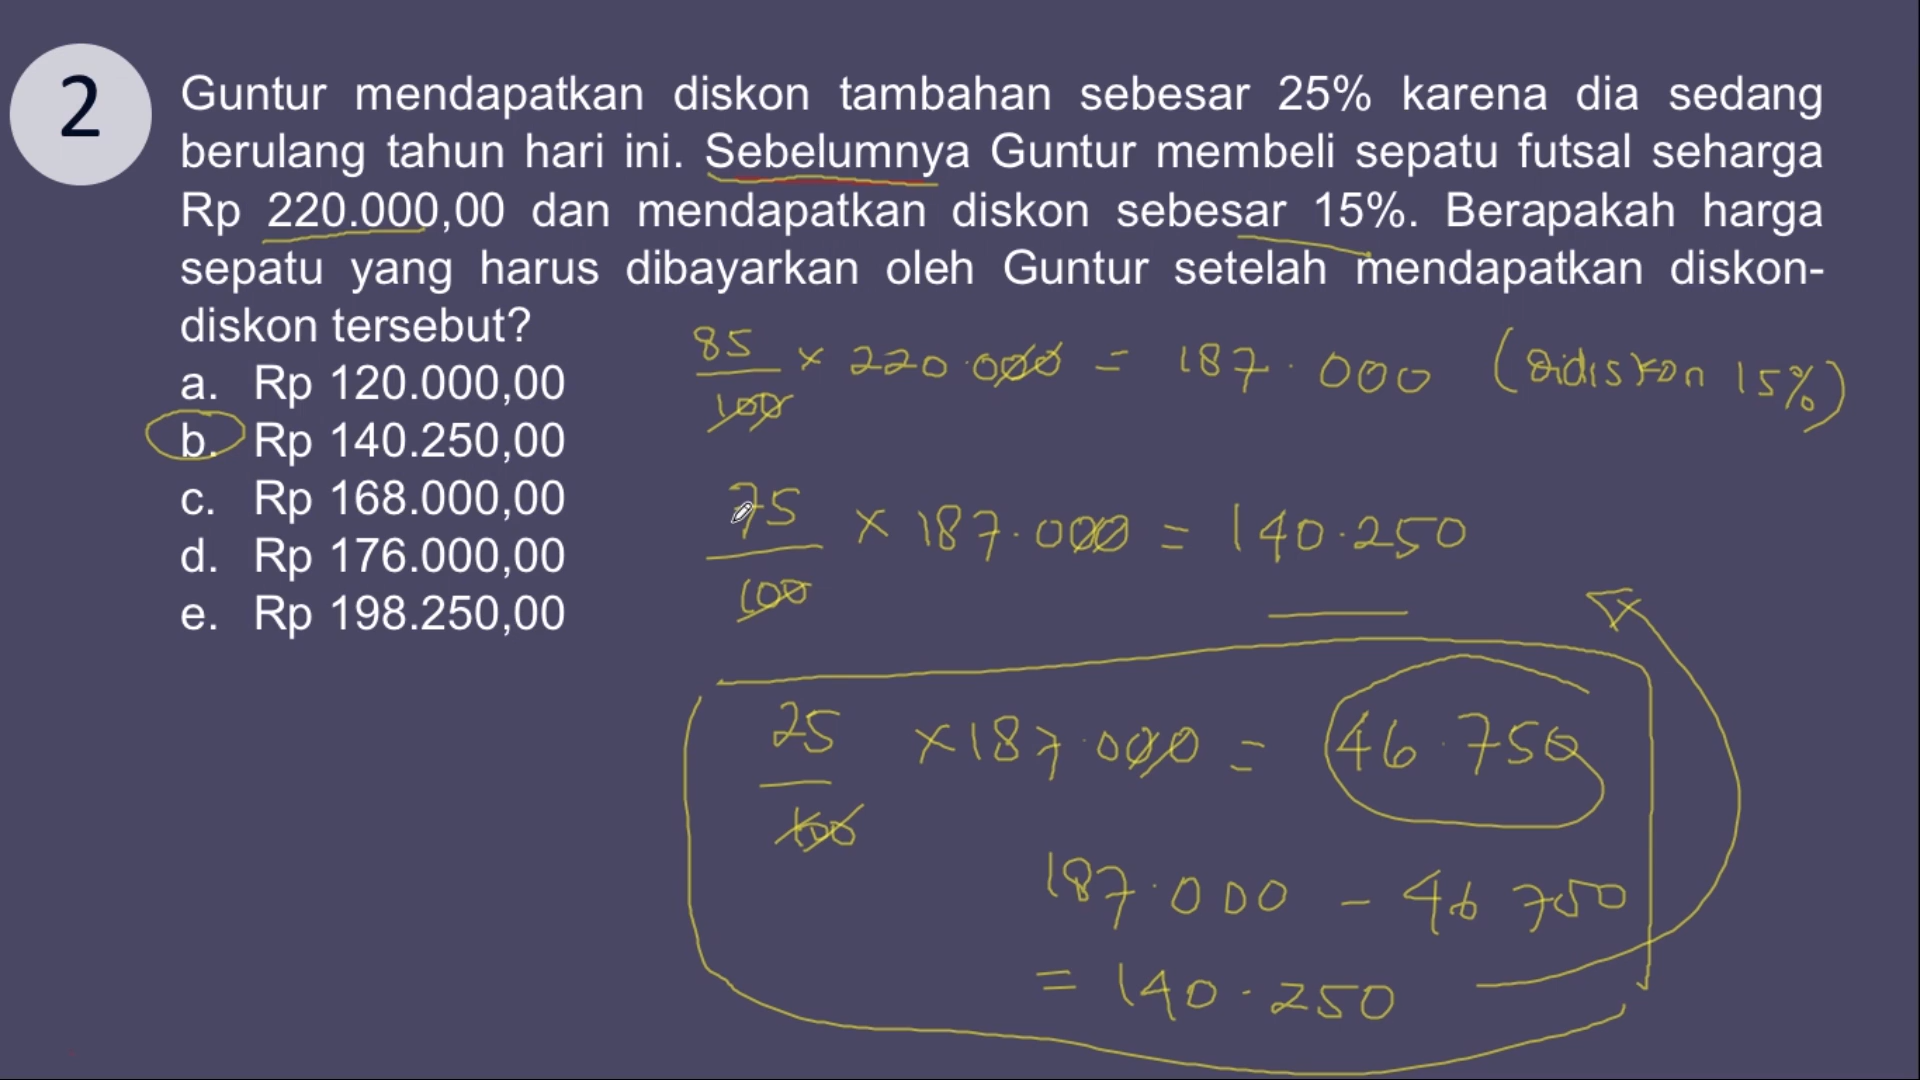 2
Guntur mendapatkan diskon tambahan sebesar 25% karena dia sedang
berulang tahun hari ini. Sebelumnya Guntur membeli sepatu futsal seharga
Rp 220.000,00 dan mendapatkan diskon sebesar 15%. Berapakah harga
sepatu yang harus dibayarkan oleh Guntur setelah mendapatkan diskon-
diskon tersebut?
a. Rp 120.000,00
b. Rp 140.250,00
c. Rp 168.000,00
d. Rp 176.000,00
e. Rp 198.250,00
85/100 × 220.000 = 187.000 (didiskon 15%)
75/100 × 187.000 = 140.250
25/100 × 187.000 = 46.750
187.000 - 46 750
= 140.250